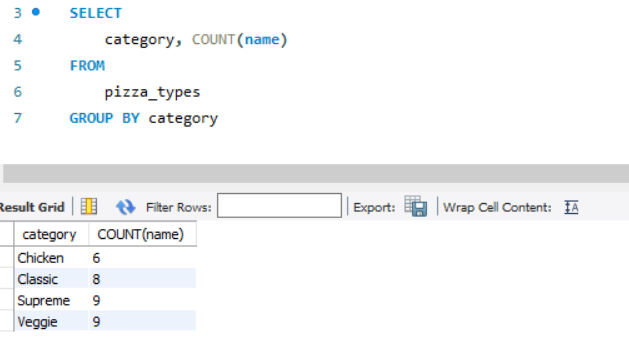 3 SELECT
4 category, COUNT(name)
5 FROM
6 pizza_types
7 GROUP BY category
Result Grid Filter Rows: Export: Wrap Cell Content: IA
category COUNT(name)
Chicken 6
Classic 8
Supreme 9
Veggie 9